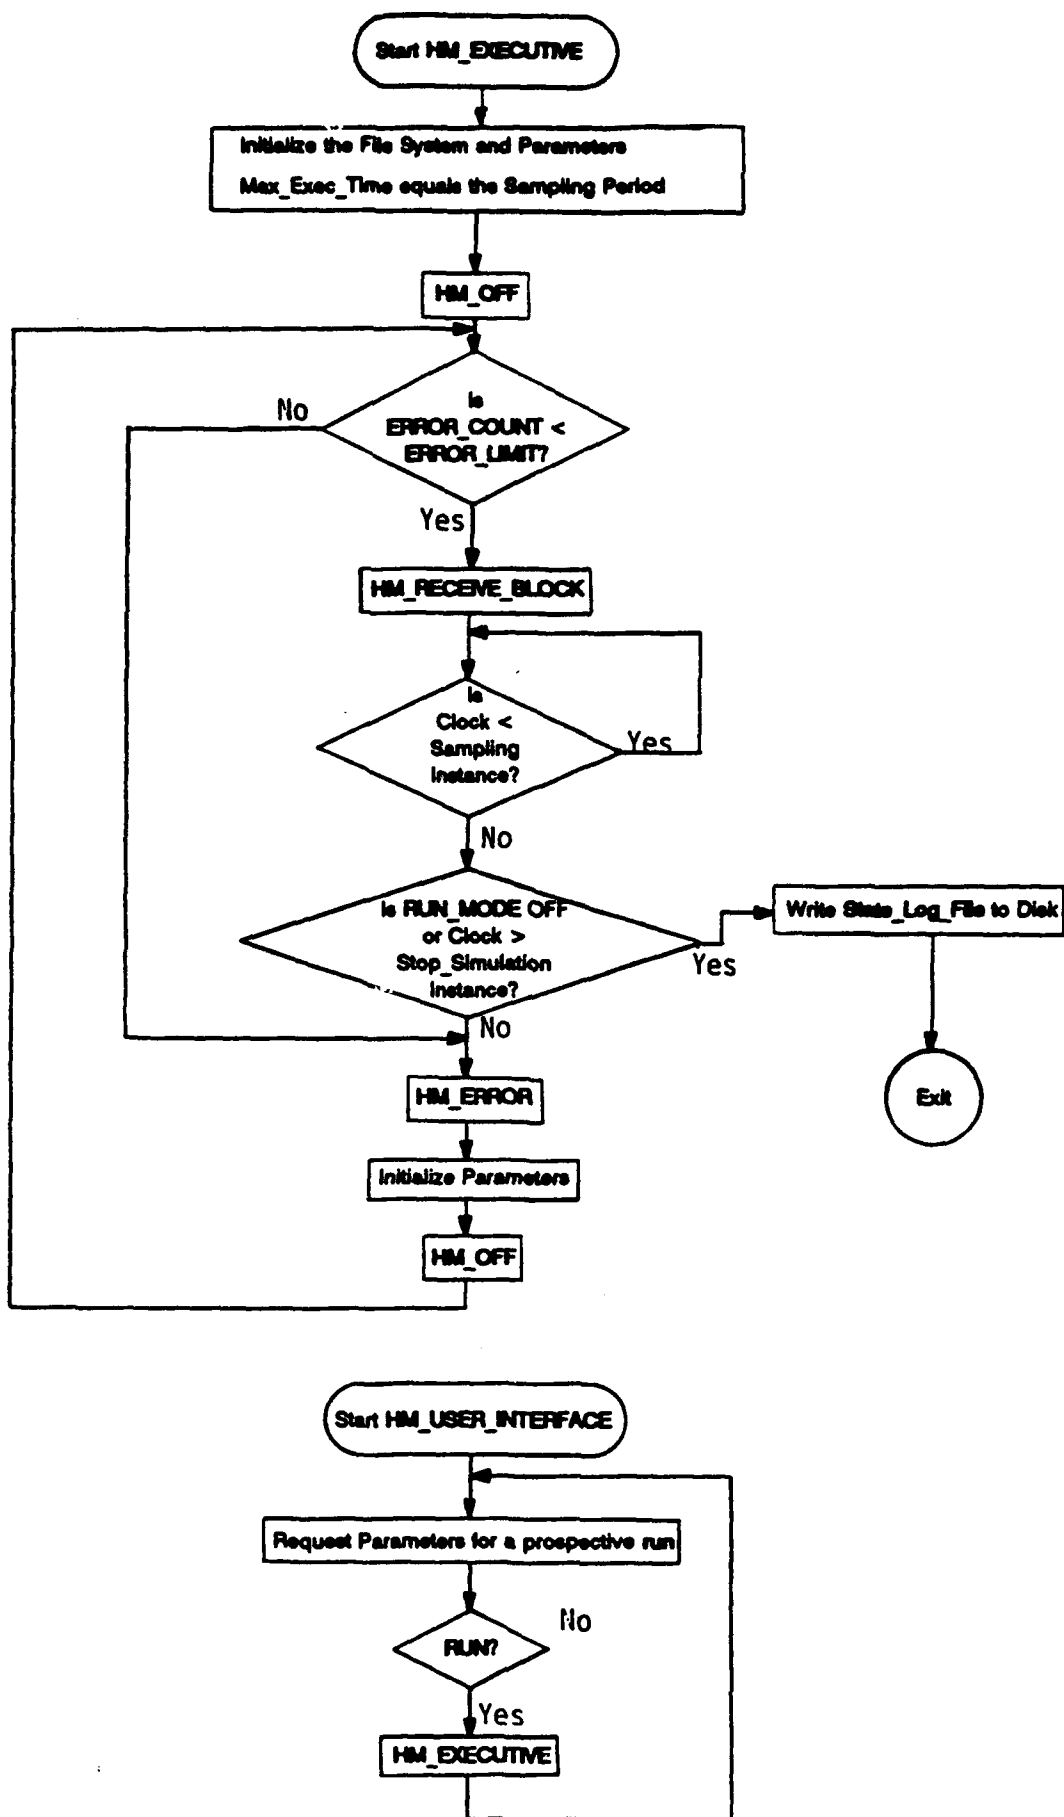 Start HM_EXECUTIVE
Initialize the File System and Parameters
Max_Exec_Time equals the Sampling Period
HM_OFF
Is
ERROR_COUNT <
ERROR_LIMIT?
No
Yes
HM_RECEIVE_BLOCK
Is
Clock <
Sampling
Instance?
Yes
No
Is RUN_MODE OFF
or Clock >
Stop_Simulation
Instance?
Yes
Write State_Log_File to Disk
Exit
No
HM_ERROR
Initialize Parameters
HM_OFF
Start HM_USER_INTERFACE
Request Parameters for a prospective run
RUN?
No
Yes
HM_EXECUTIVE